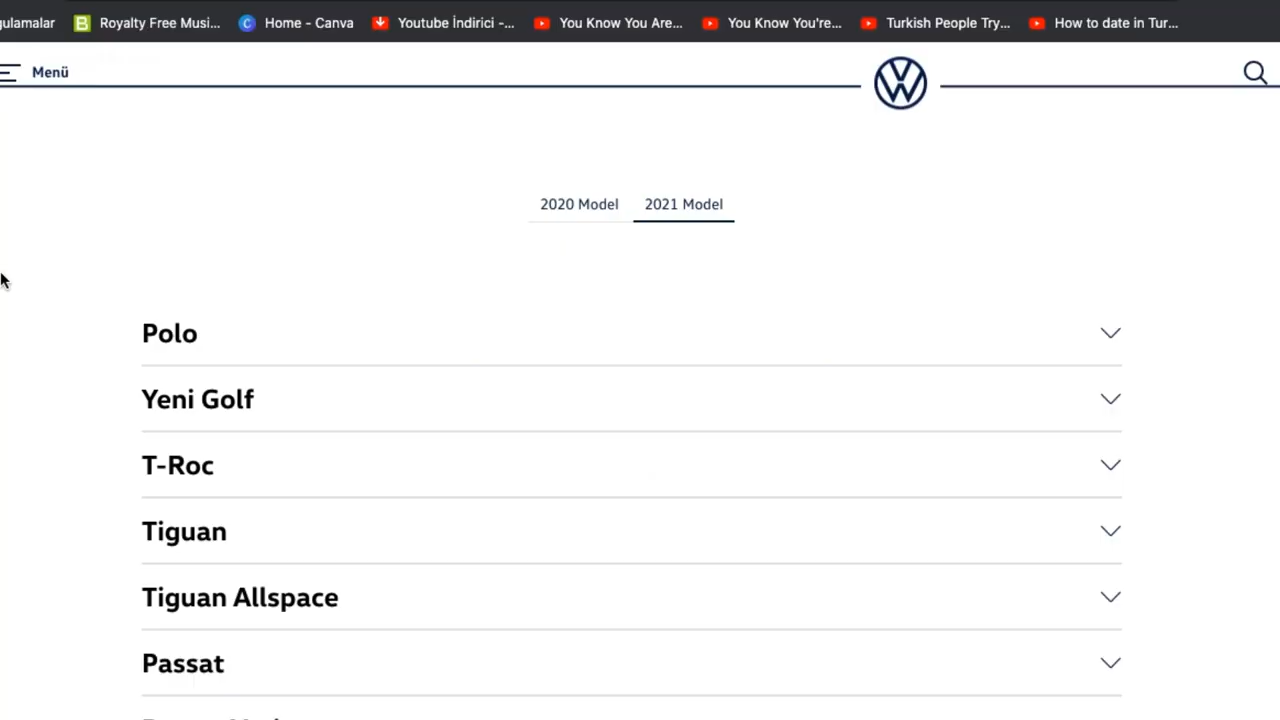 gulamalar Royalty Free Musi... Home - Canva Youtube İndirici -... You Know You Are... You Know You're... Turkish People Try... How to date in Tur...
Menü
2020 Model 2021 Model
Polo
Yeni Golf
T-Roc
Tiguan
Tiguan Allspace
Passat